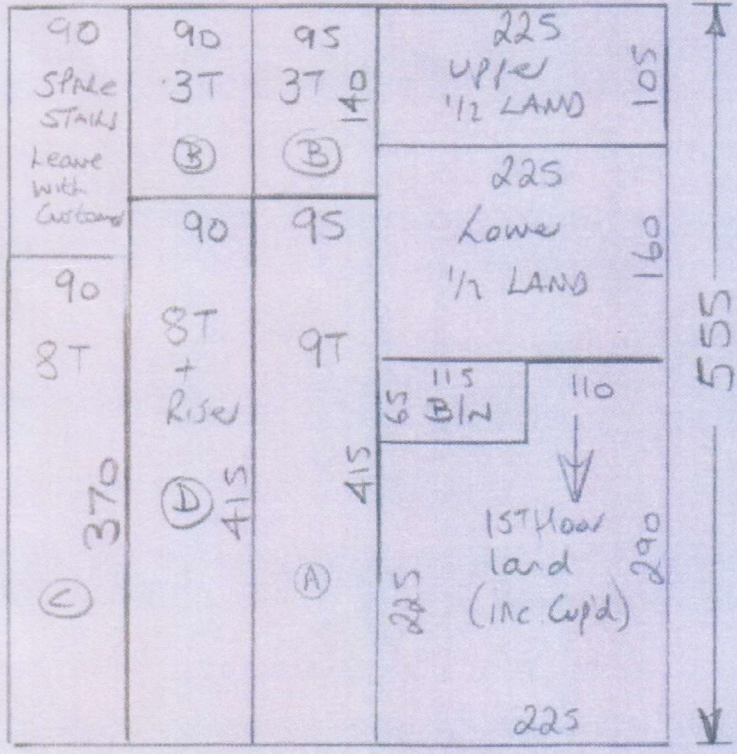 90
SPARE
STAIRS
Leave
with
Customer
90
3T
B
95
3T
140
B
225
upper
1/2 LAND
105
225
Lower
1/2 LAND
160
555
90
8T
370
C
90
8T
+
Riser
D
415
95
9T
415
A
115
65
B/N
110
1ST Floor
land
(inc. Cup'd)
290
225
225